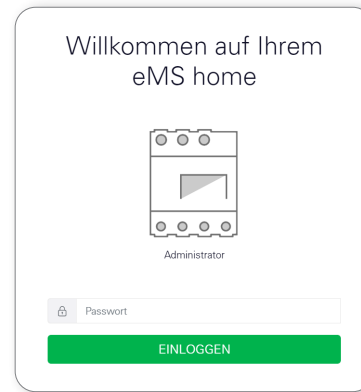 Willkommen auf Ihrem
eMS home
Administrator
Passwort
EINLOGGEN